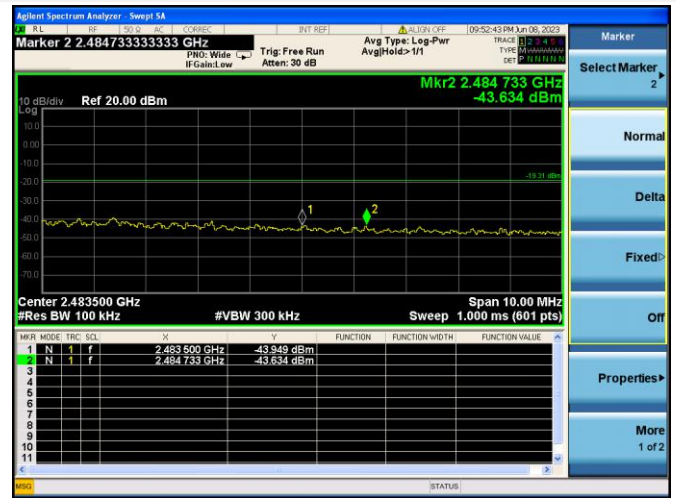 Agilent Spectrum Analyzer - Swept SA
RL RF 50 Ω AC CORREC INT REF ALIGN OFF 09:52:43 PM Jun 08, 2023
Marker 2 2.484733333333 GHz
PNO: Wide
IFGain:Low
Trig: Free Run
Atten: 30 dB
Avg Type: Log-Pwr
Avg|Hold>1/1
TRACE 1 2 3 4 5 6
TYPE M
DET P N N N N N
Marker
Select Marker
2
Normal
Delta
Fixed
Off
Properties
More
1 of 2
Mkr2 2.484 733 GHz
-43.634 dBm
10 dB/div Ref 20.00 dBm
Log
10.0
0.00
-10.0
-20.0
-30.0
-40.0
-50.0
-60.0
-70.0
-19.31 dBm
1
2
Center 2.483500 GHz
#Res BW 100 kHz
#VBW 300 kHz
Span 10.00 MHz
Sweep 1.000 ms (601 pts)
MKR MODE TRC SCL X Y FUNCTION FUNCTION WIDTH FUNCTION VALUE
1 N 1 f 2.483 500 GHz -43.949 dBm
2 N 1 f 2.484 733 GHz -43.634 dBm
3
4
5
6
7
8
9
10
11
MSG
STATUS